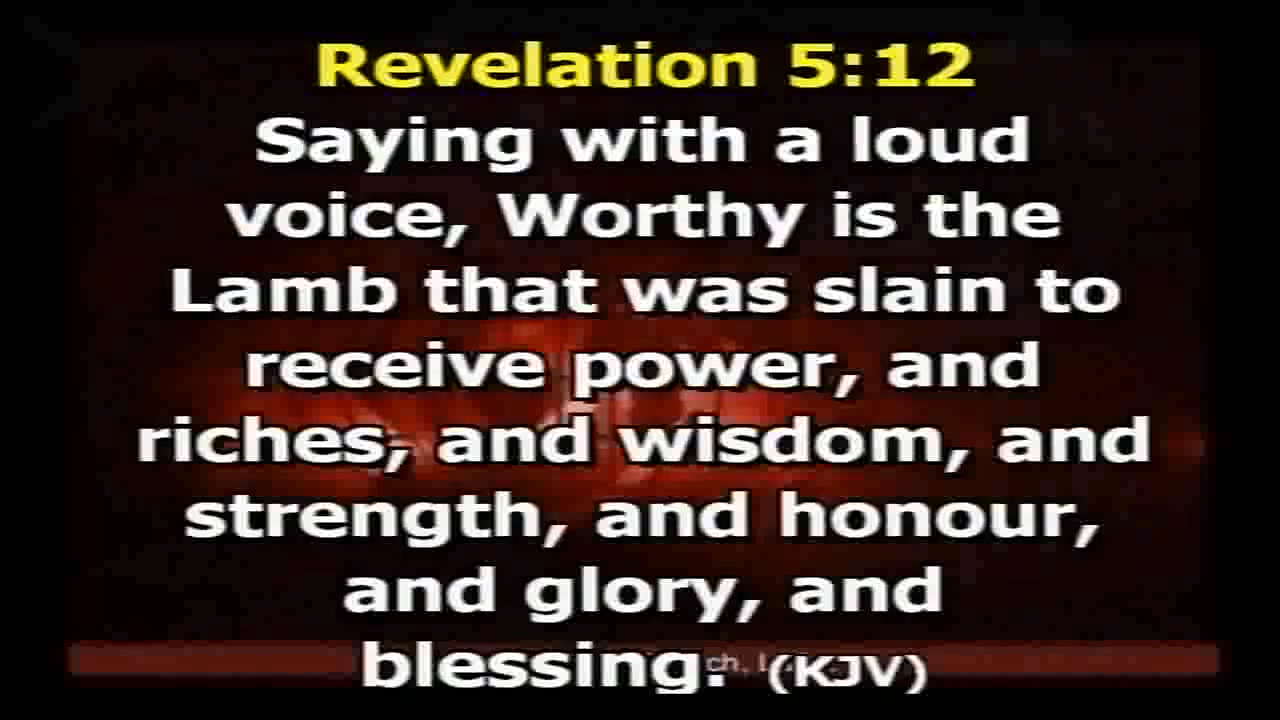 Revelation 5:12
Saying with a loud
voice, Worthy is the
Lamb that was slain to
receive power, and
riches, and wisdom, and
strength, and honour,
and glory, and
blessing. (KJV)